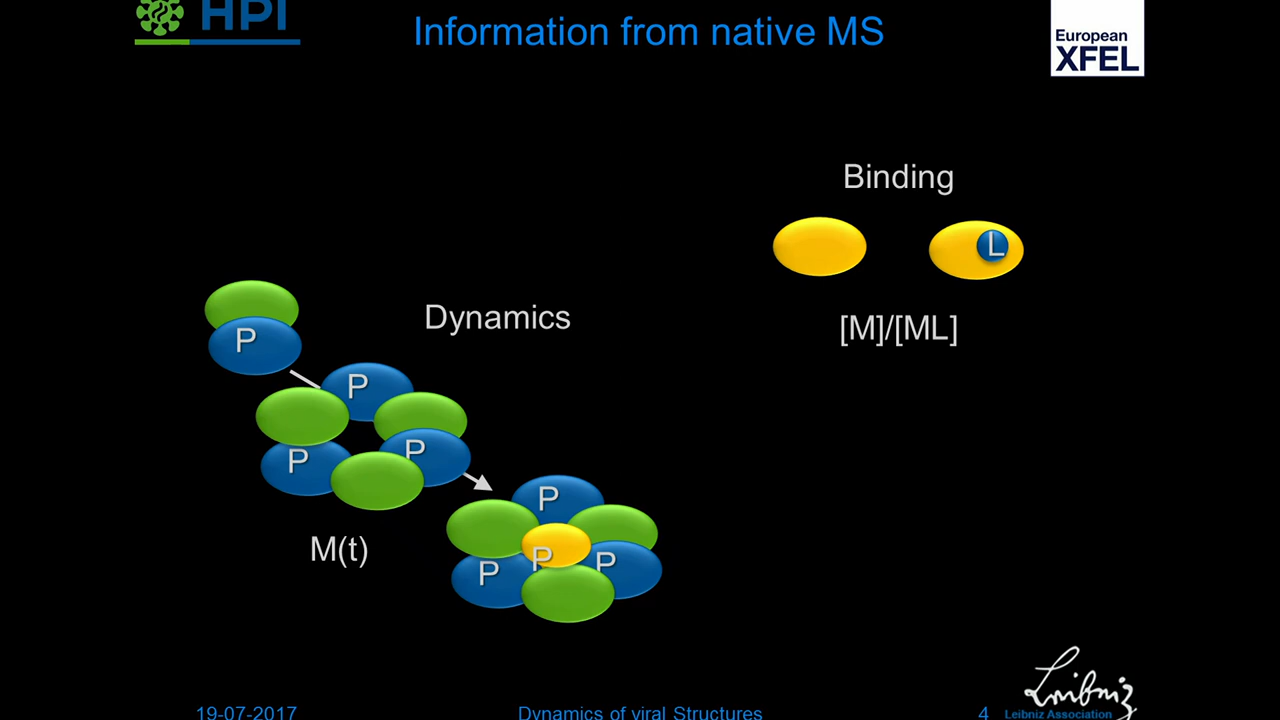 HPI
Information from native MS
European
XFEL
Binding
L
[M]/[ML]
Dynamics
P
P
P
P
M(t)
P
P
P
P
19-07-2017
Dynamics of viral Structures
4
Leibniz
Leibniz Association